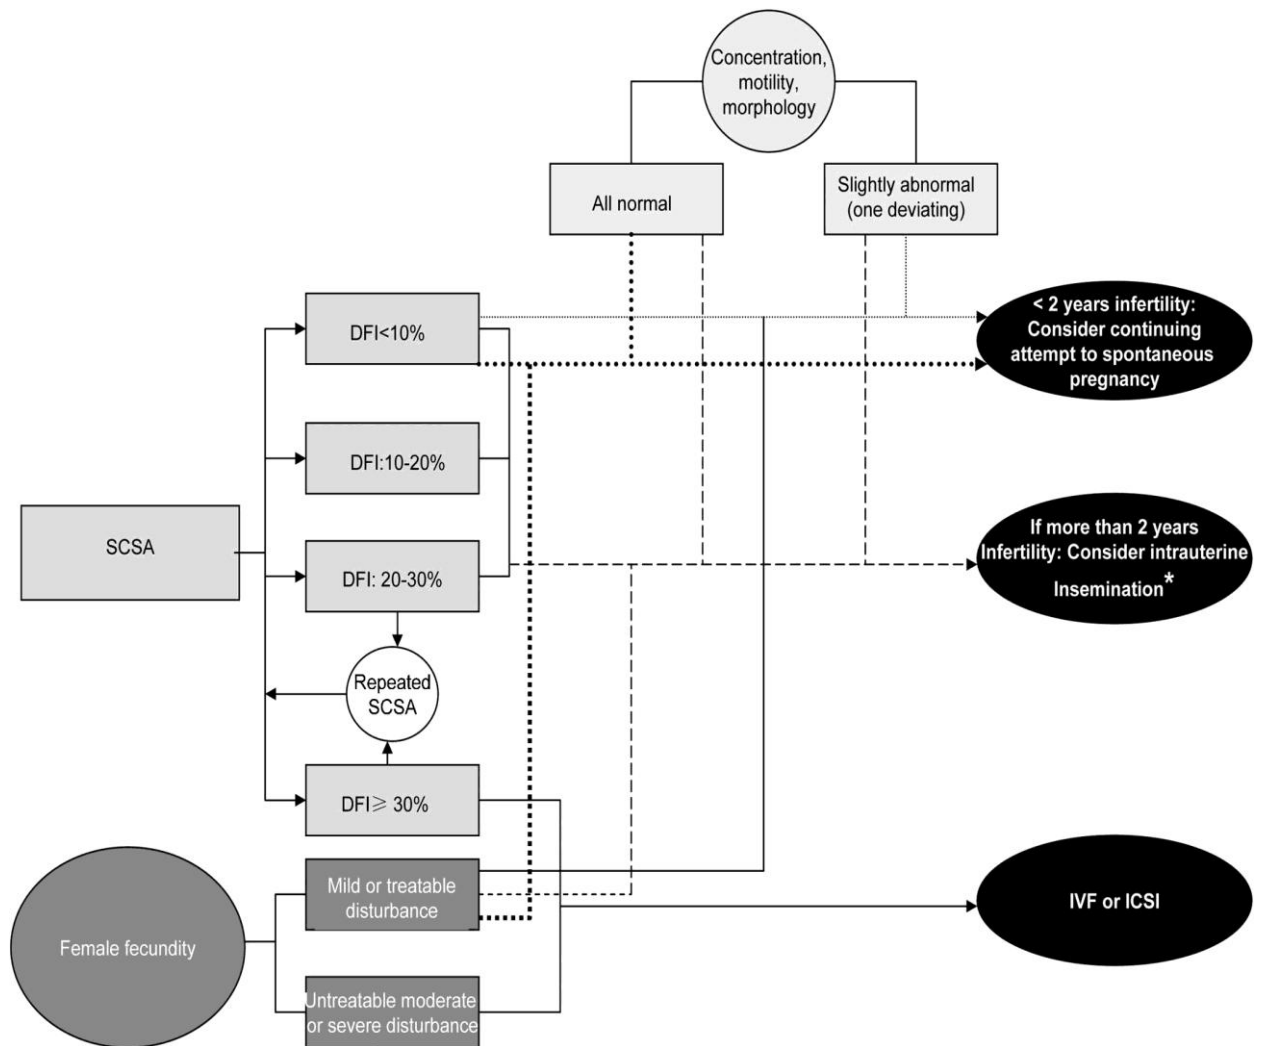 Concentration,
motility,
morphology
All normal
Slightly abnormal
(one deviating)
DFI<10%
< 2 years infertility:
Consider continuing
attempt to spontaneous
pregnancy
DFI:10-20%
SCSA
DFI: 20-30%
If more than 2 years
Infertility: Consider intrauterine
Insemination*
Repeated
SCSA
DFI⩾ 30%
Mild or treatable
disturbance
IVF or ICSI
Female fecundity
Untreatable moderate
or severe disturbance